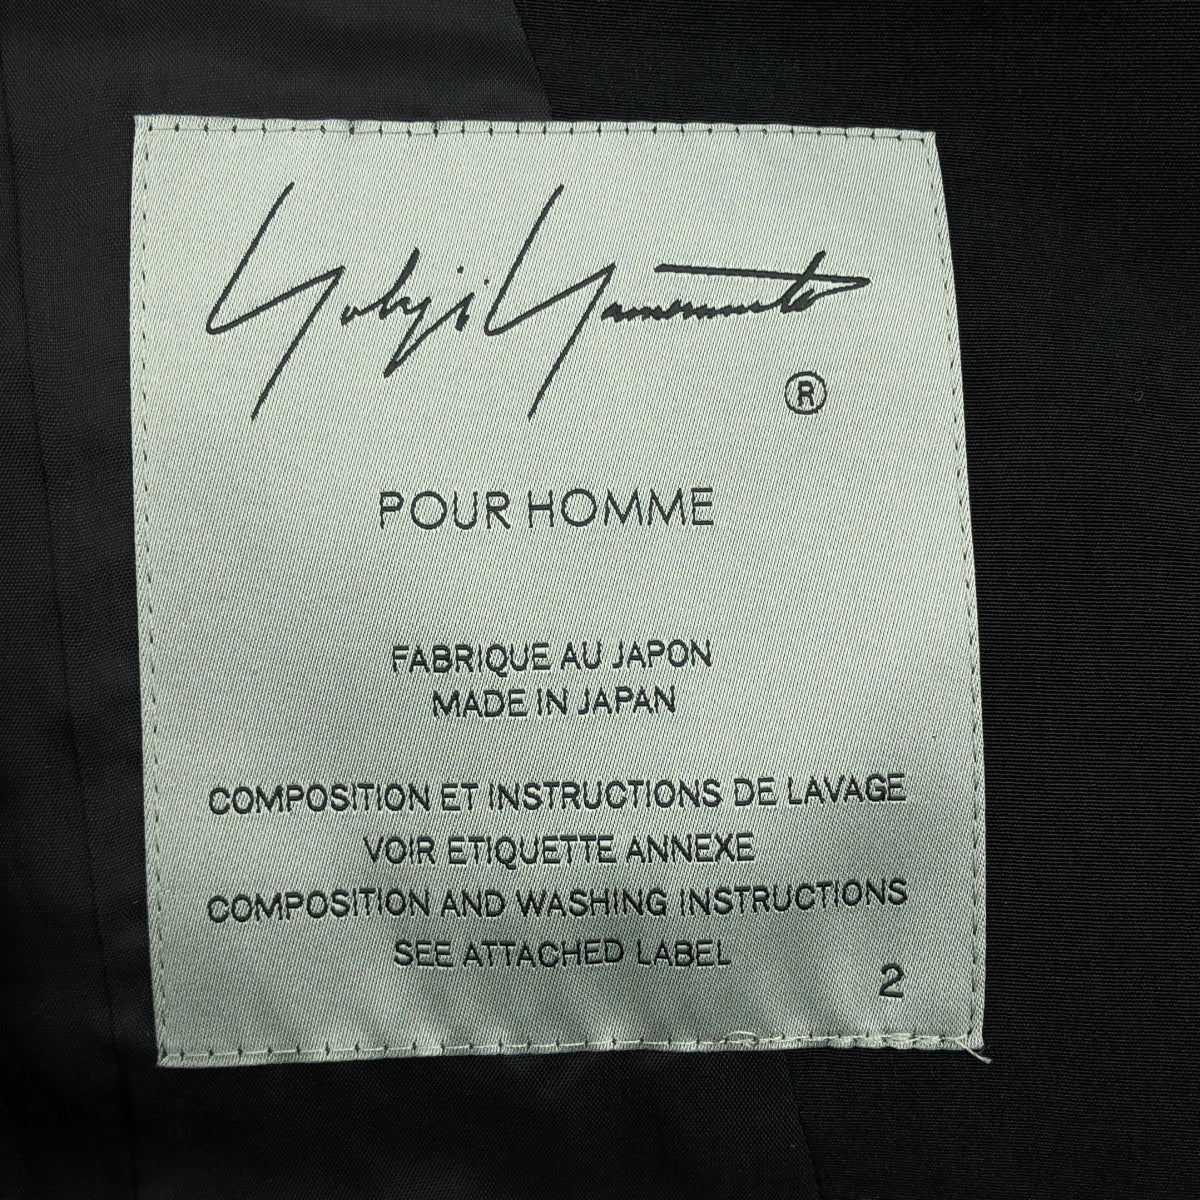 Yohji Yamamoto
®
POUR HOMME
FABRIQUE AU JAPON
MADE IN JAPAN
COMPOSITION ET INSTRUCTIONS DE LAVAGE
VOIR ETIQUETTE ANNEXE
COMPOSITION AND WASHING INSTRUCTIONS
SEE ATTACHED LABEL
2